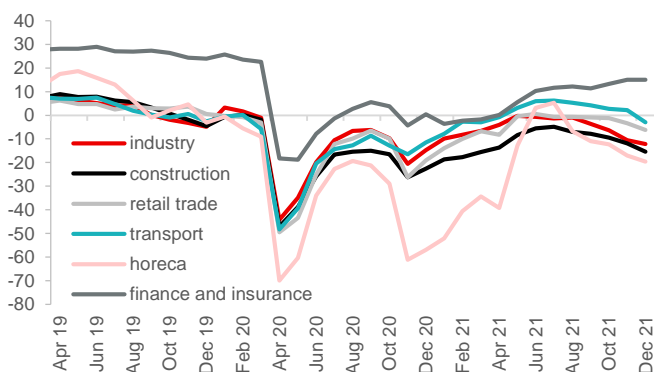 40
30
20
10
0
-10
-20
-30
-40
-50
-60
-70
-80
industry
construction
retail trade
transport
horeca
finance and insurance
Apr 19
Jun 19
Aug 19
Oct 19
Dec 19
Feb 20
Apr 20
Jun 20
Aug 20
Oct 20
Dec 20
Feb 21
Apr 21
Jun 21
Aug 21
Oct 21
Dec 21